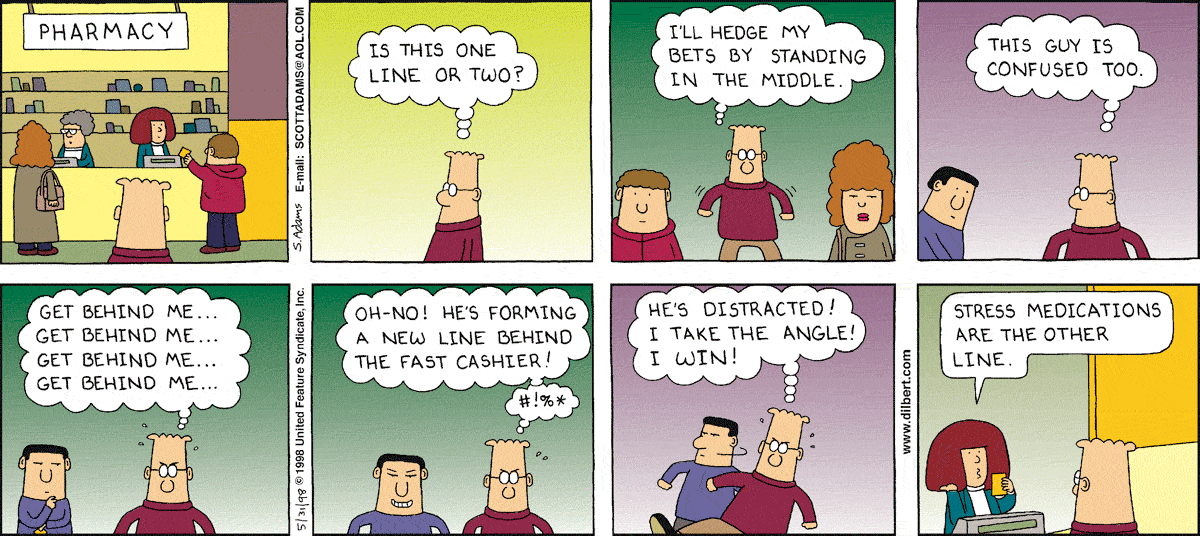 PHARMACY
S. Adams E-mail: SCOTTADAMS@AOL.COM
IS THIS ONE
LINE OR TWO?
I'LL HEDGE MY
BETS BY STANDING
IN THE MIDDLE.
THIS GUY IS
CONFUSED TOO.
GET BEHIND ME...
GET BEHIND ME...
GET BEHIND ME...
GET BEHIND ME...
5/31/98 © 1998 United Feature Syndicate, Inc.
OH-NO! HE'S FORMING
A NEW LINE BEHIND
THE FAST CASHIER!
#!%*
HE'S DISTRACTED!
I TAKE THE ANGLE!
I WIN!
www.dilbert.com
STRESS MEDICATIONS
ARE THE OTHER
LINE.